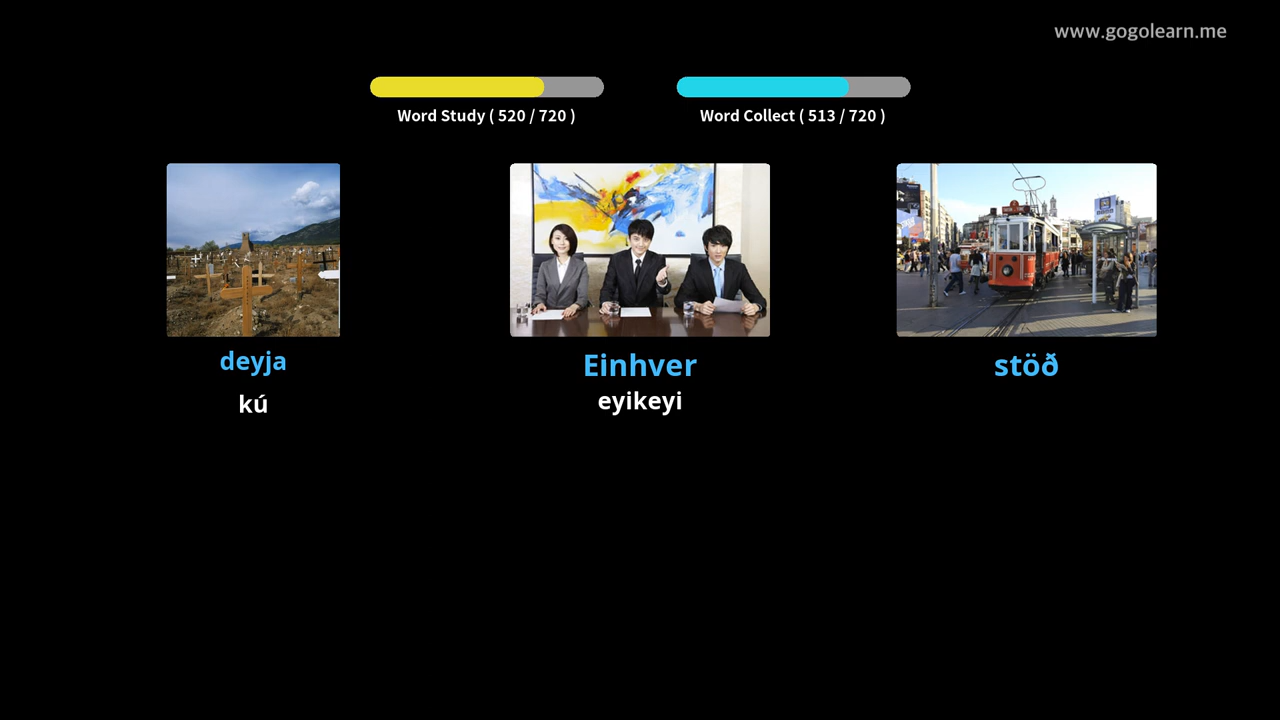 www.gogolearn.me
Word Study ( 520 / 720 )
Word Collect ( 513 / 720 )
deyja
kú
Einhver
eyikeyi
stöð